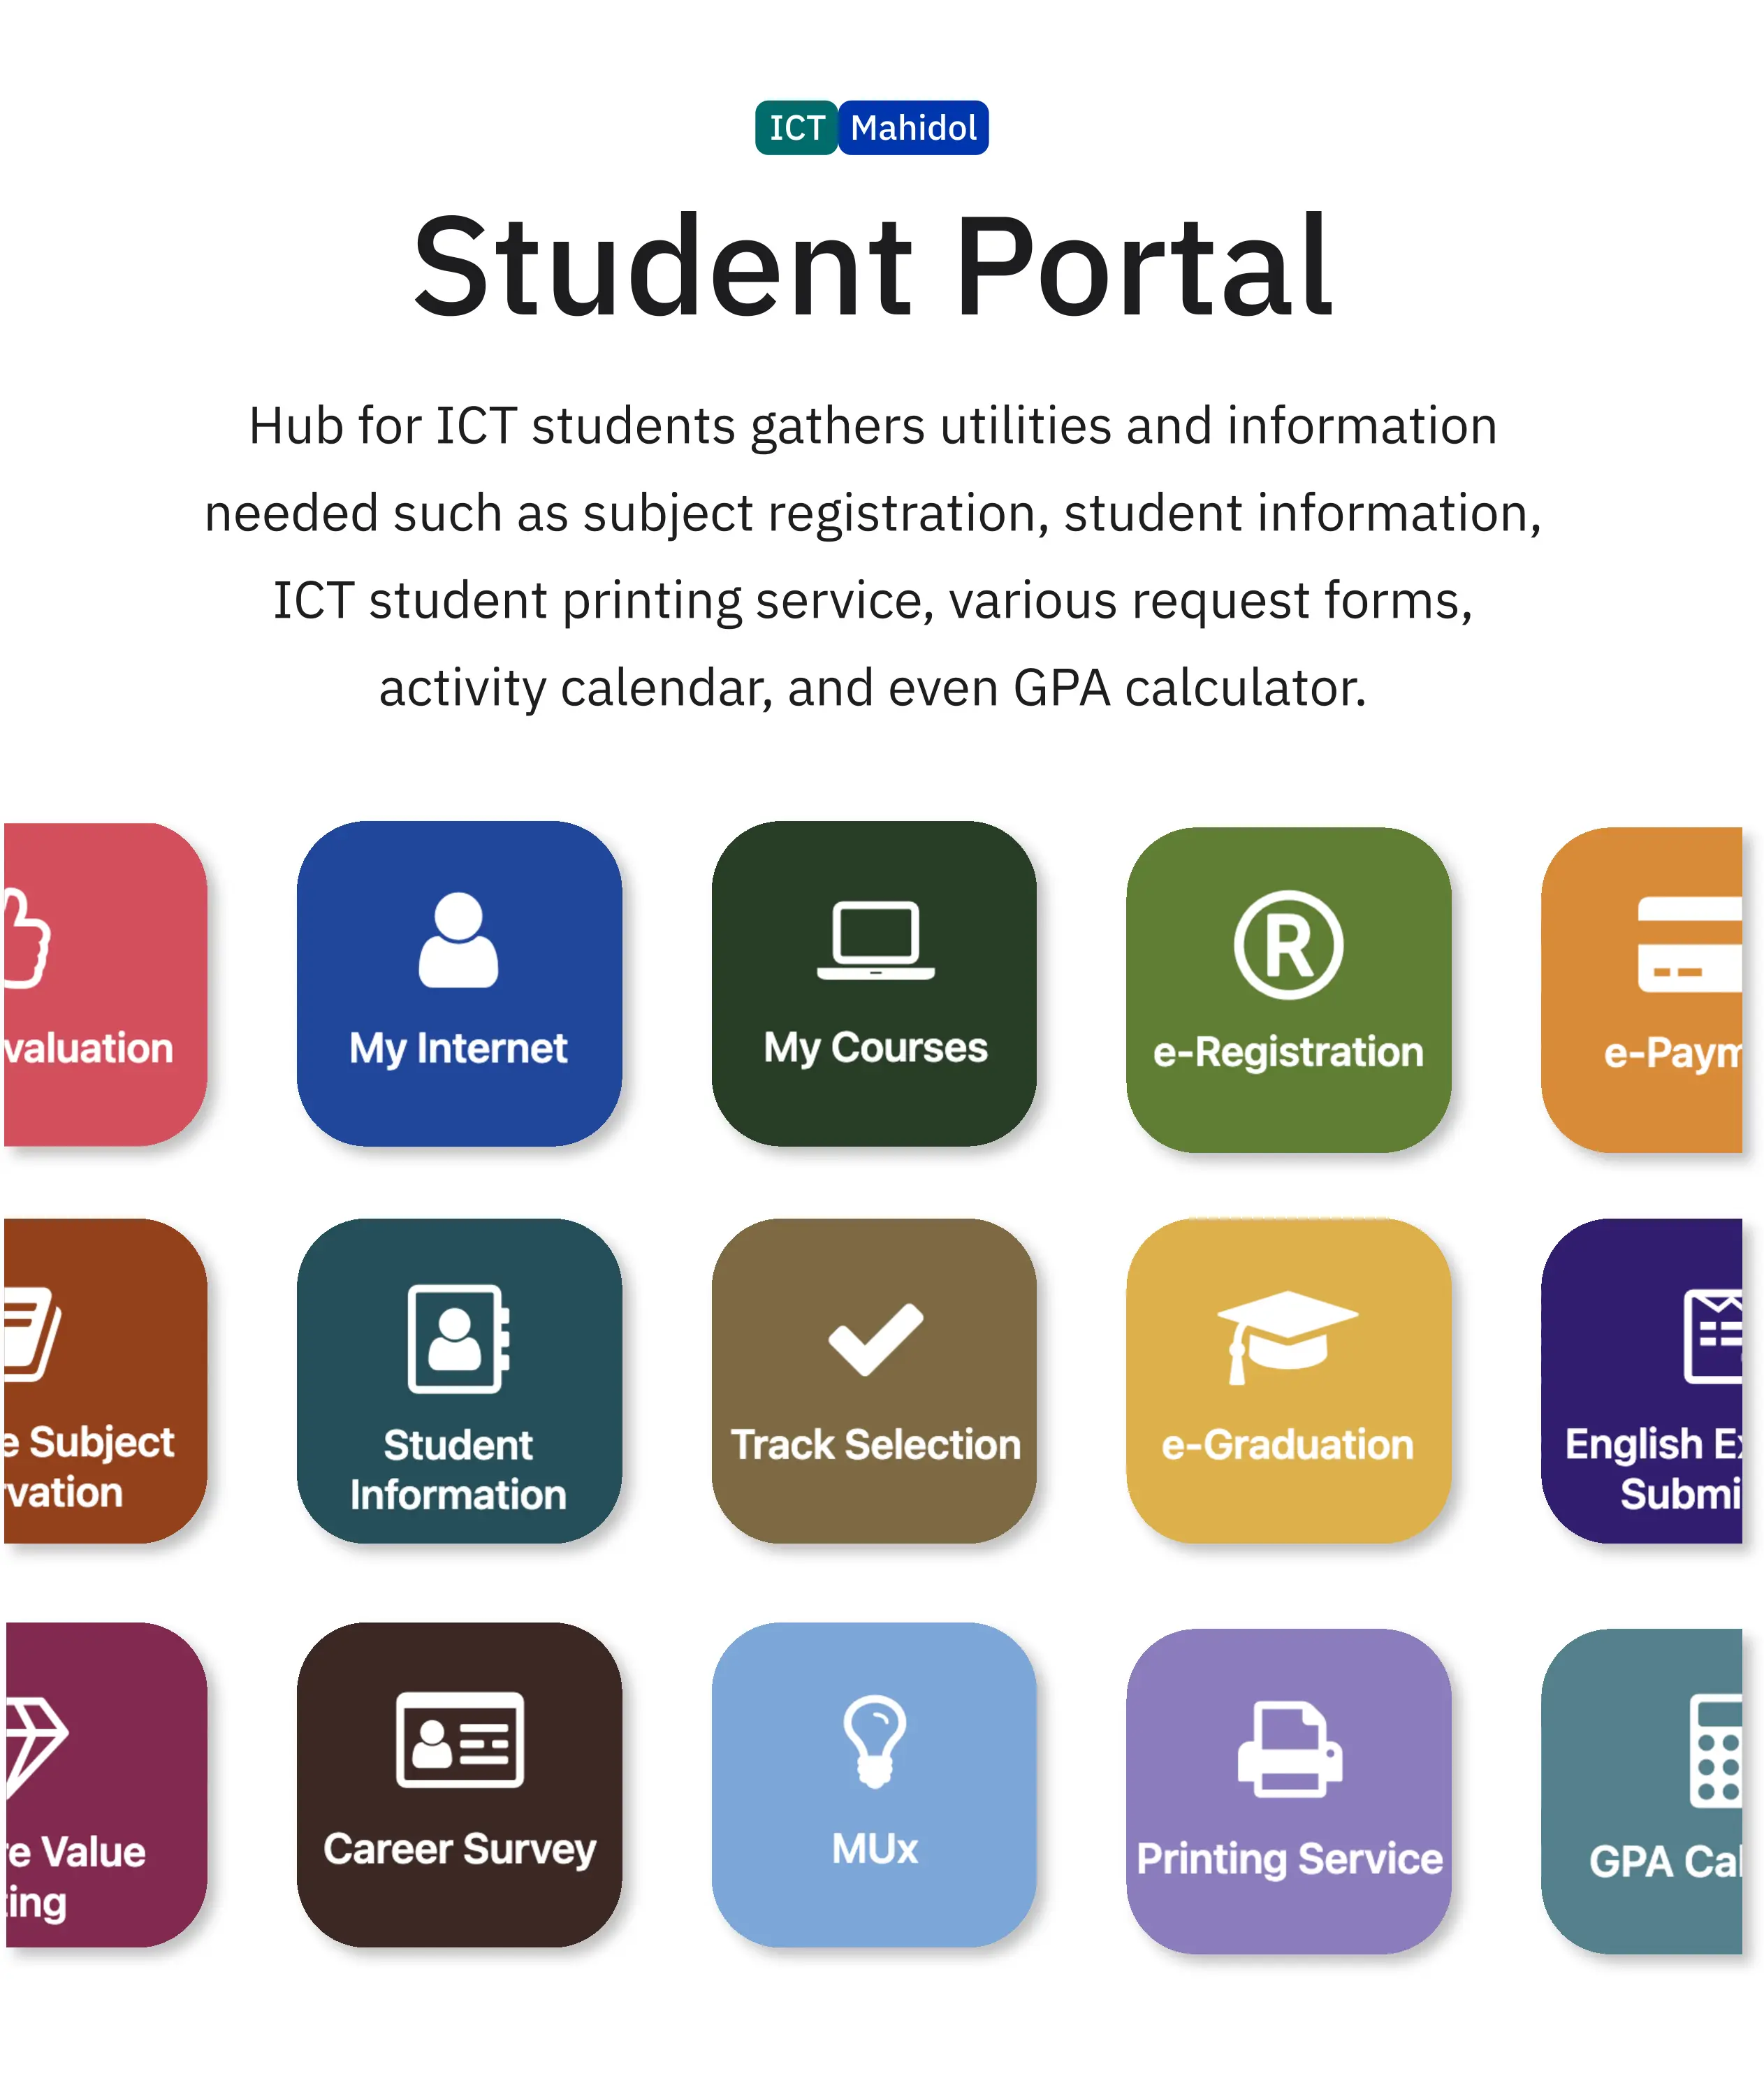 ICT Mahidol
Student Portal
Hub for ICT students gathers utilities and information
needed such as subject registration, student information,
ICT student printing service, various request forms,
activity calendar, and even GPA calculator.
valuation
My Internet
My Courses
R
e-Registration
e-Paym
e Subject
vation
Student
Information
Track Selection
e-Graduation
English Ex
Submi
e Value
ing
Career Survey
MUx
Printing Service
GPA Cal